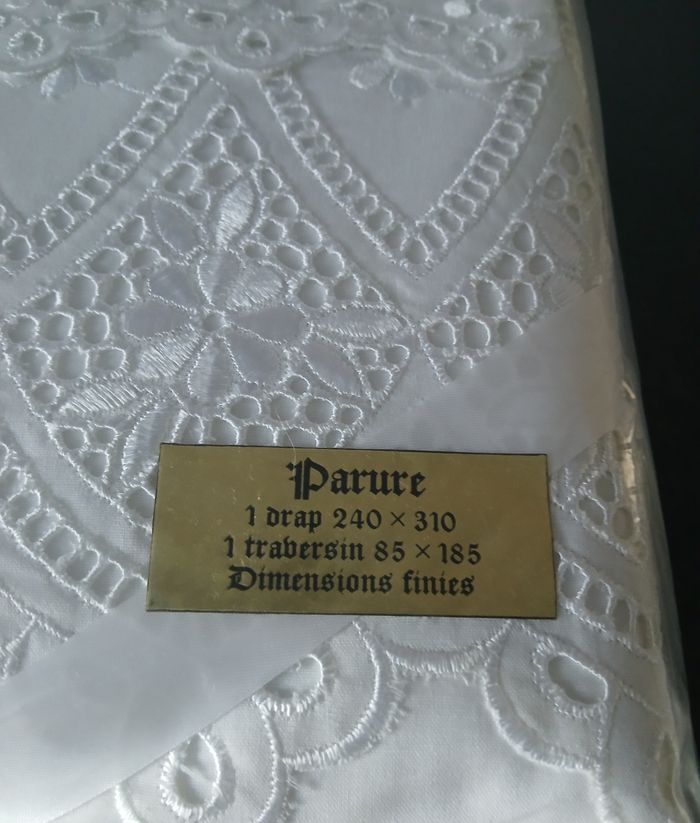 Parure
1 drap 240 × 310
1 traversin 85 × 185
Dimensions finies